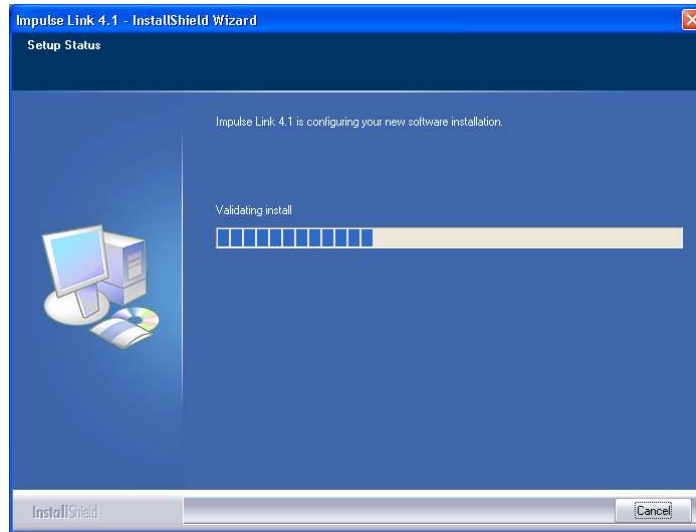 Impulse Link 4.1 - InstallShield Wizard
Setup Status
Impulse Link 4.1 is configuring your new software installation.
Validating install
InstallShield
Cancel